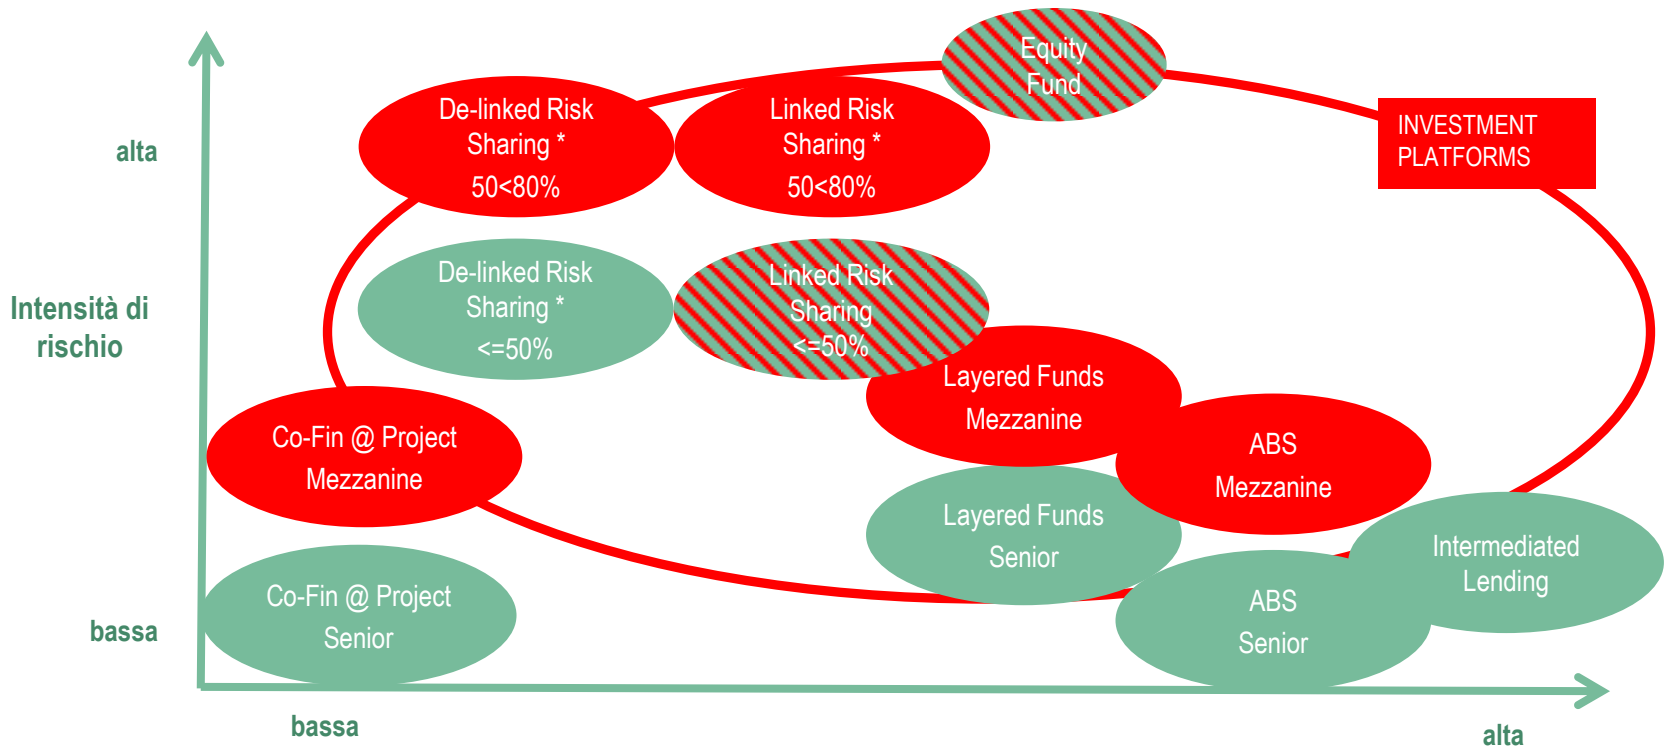 Equity
Fund
De-linked Risk
Sharing *
50<80%
Linked Risk
Sharing *
50<80%
INVESTMENT
PLATFORMS
alta
De-linked Risk
Sharing *
<=50%
Linked Risk
Sharing
<=50%
Intensità di
rischio
Layered Funds
Mezzanine
Co-Fin @ Project
Mezzanine
ABS
Mezzanine
Layered Funds
Senior
Intermediated
Lending
Co-Fin @ Project
Senior
ABS
Senior
bassa
bassa
alta